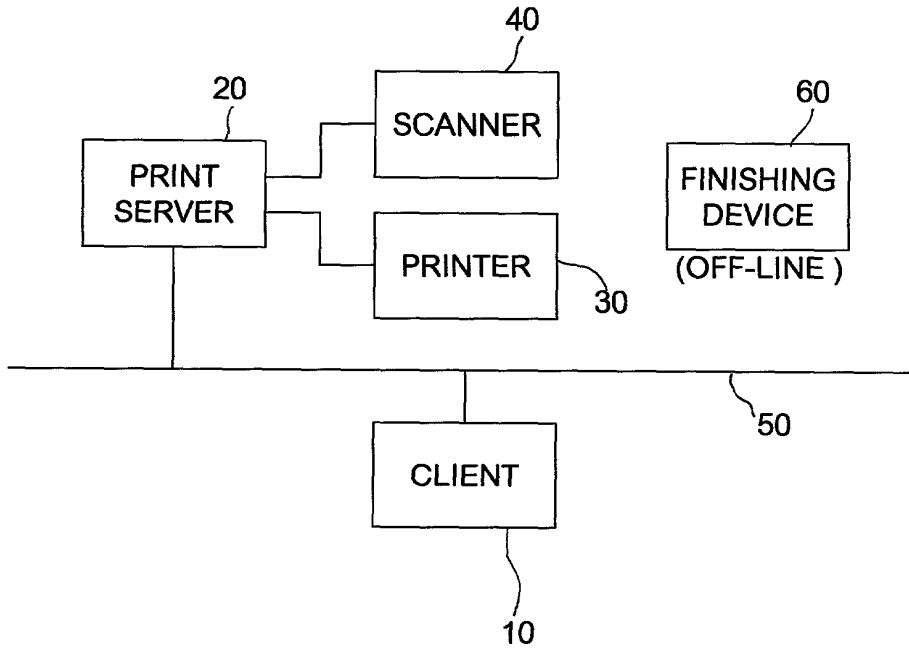 40
20
60
SCANNER
PRINT
SERVER
FINISHING
DEVICE
PRINTER
(OFF-LINE )
30
50
CLIENT
10